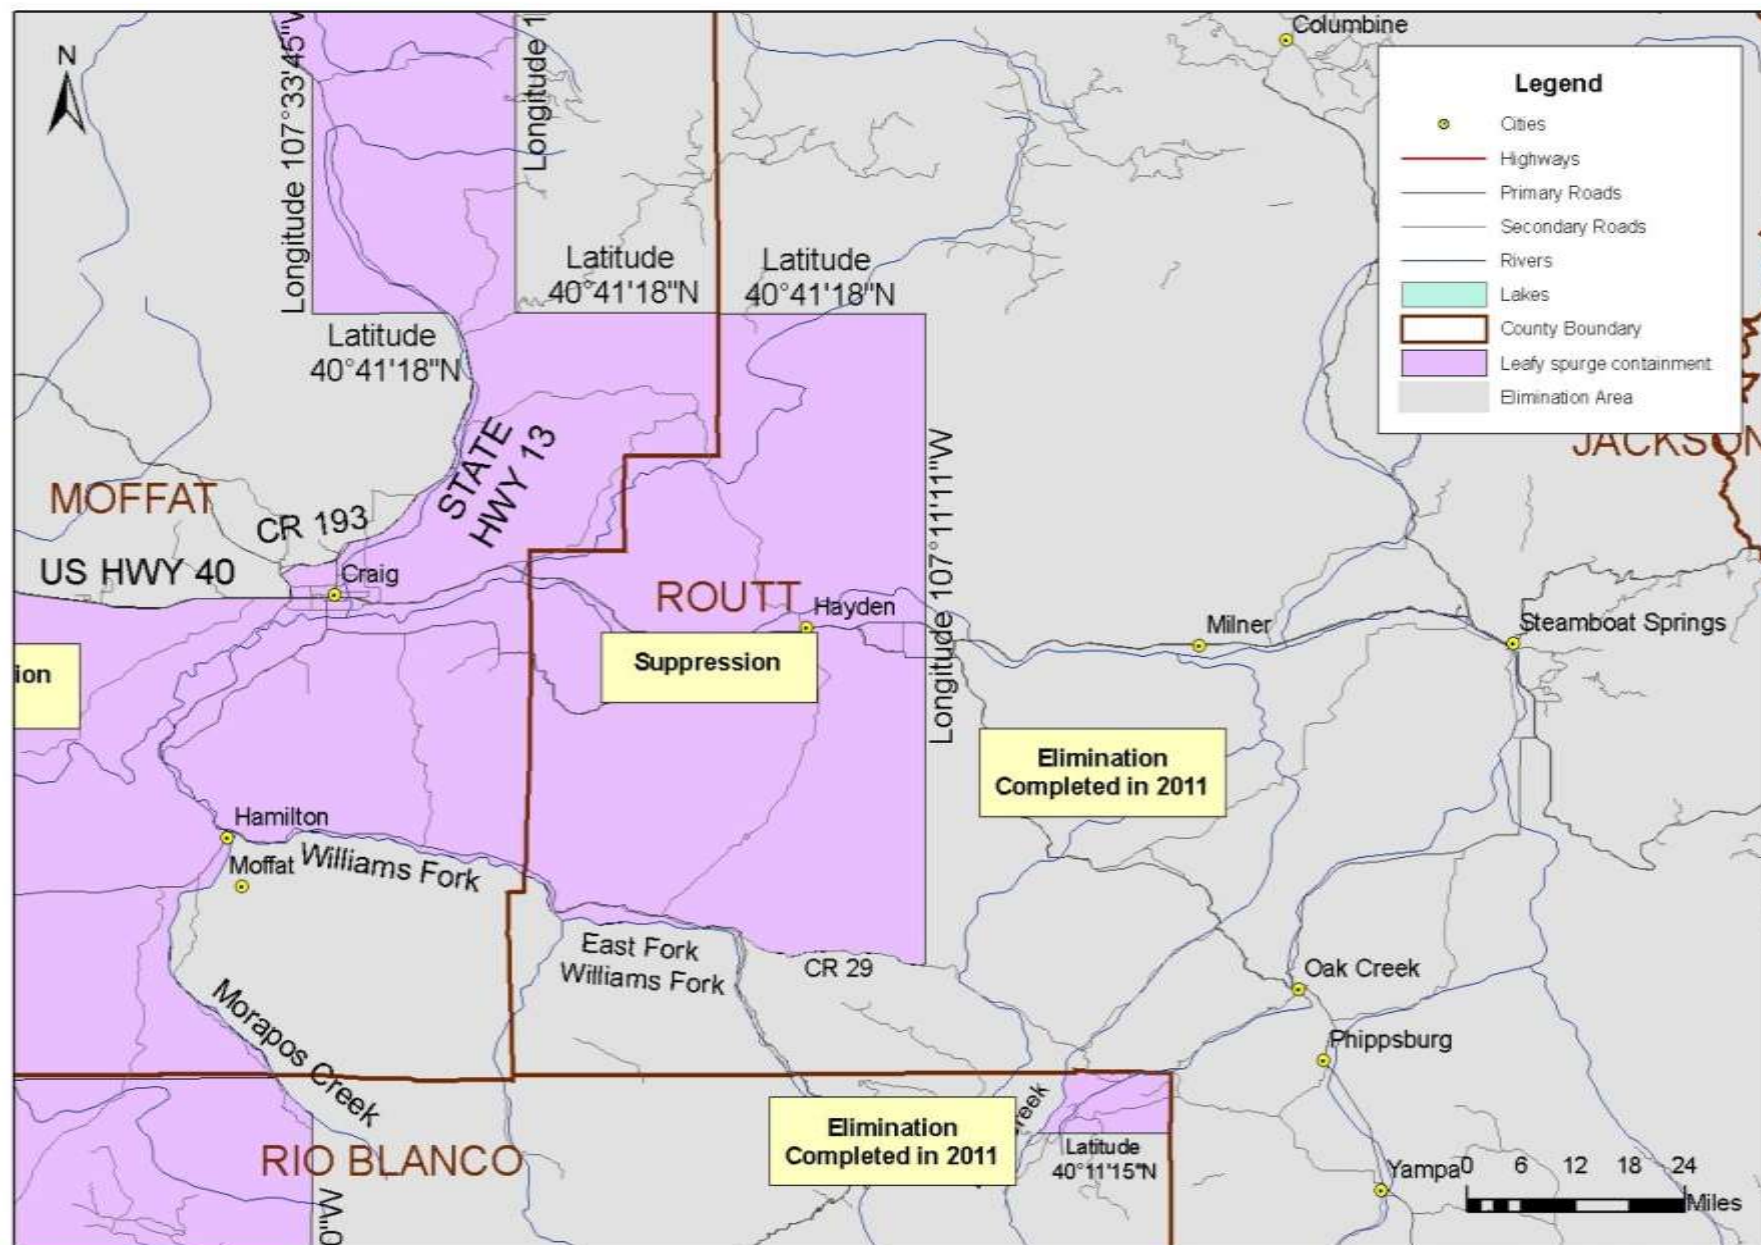 Columbine
N
Longitude 107°33'45"W
Longitude 1
Legend
Cities
Highways
Primary Roads
Secondary Roads
Rivers
Lakes
County Boundary
Leafy spurge containment
Elimination Area
Latitude
40°41'18"N
Latitude
40°41'18"N
Latitude
40°41'18"N
JACKSON
STATE
HWY 13
MOFFAT
CR 193
US HWY 40
Craig
ROUTT
Hayden
Longitude 107°11'11"W
Milner
Steamboat Springs
ion
Suppression
Elimination
Completed in 2011
Hamilton
Moffat
Williams Fork
East Fork
Williams Fork
CR 29
Oak Creek
Morapos Creek
Phippsburg
Elimination
Completed in 2011
reek
Latitude
40°11'15"N
RIO BLANCO
Yampa
0 6 12 18 24
Miles
0"W